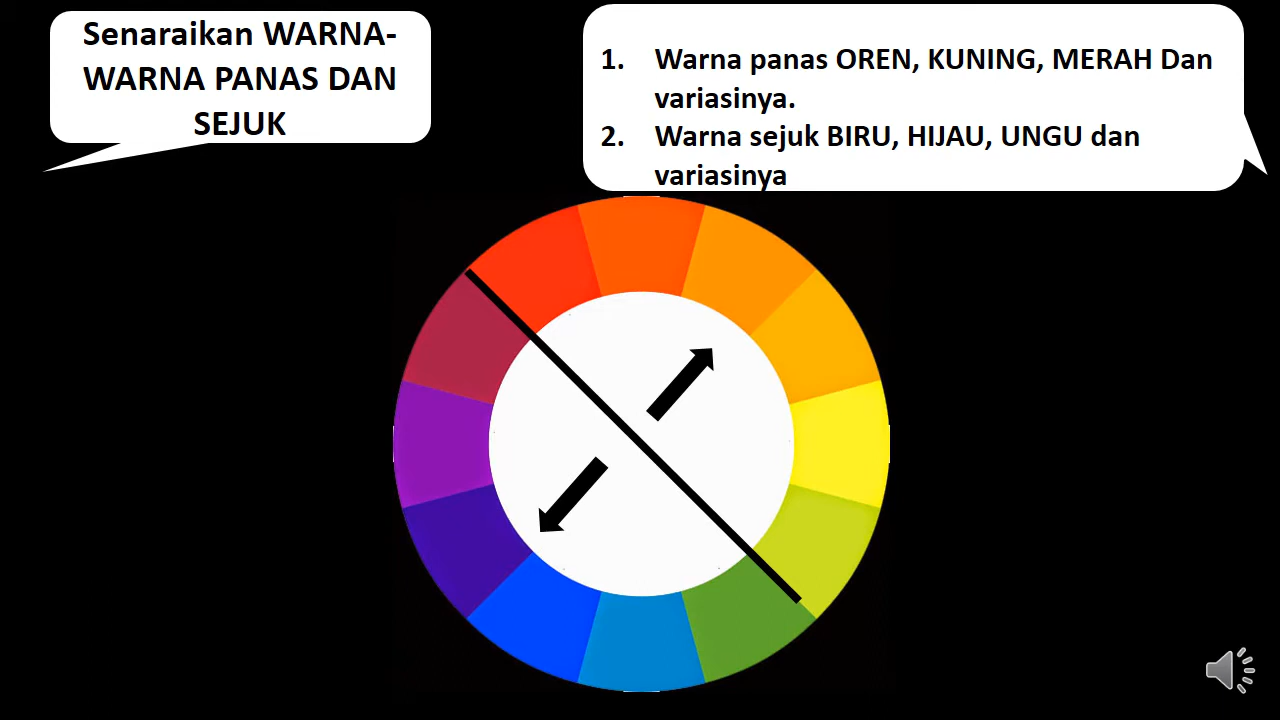 Senaraikan WARNA-
WARNA PANAS DAN
SEJUK
1. Warna panas OREN, KUNING, MERAH Dan
variasinya.
2. Warna sejuk BIRU, HIJAU, UNGU dan
variasinya